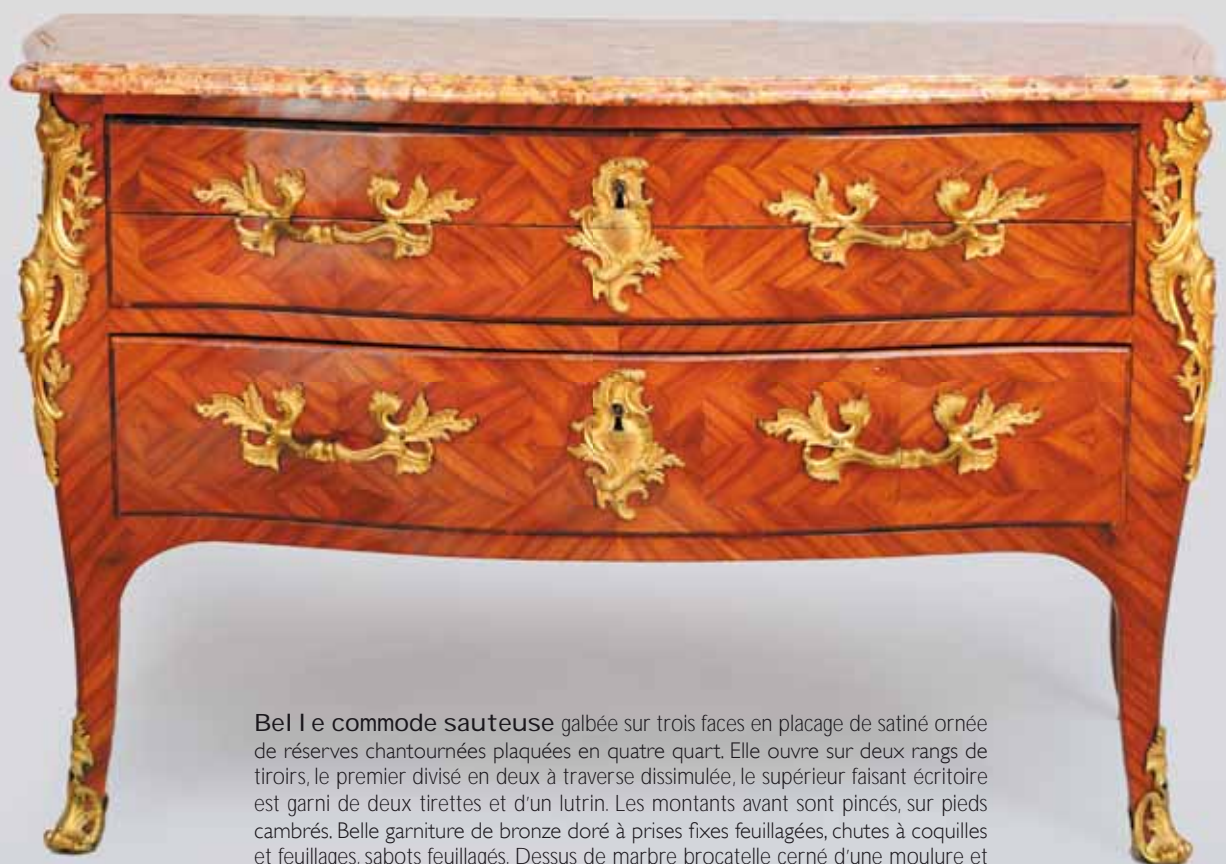 Belle commode sauteuse galbée sur trois faces en placage de satiné ornée
de réserves chantournées plaquées en quatre quart. Elle ouvre sur deux rangs de
tiroirs, le premier divisé en deux à traverse dissimulée, le supérieur faisant écritoire
est garni de deux tirettes et d'un lutrin. Les montants avant sont pincés, sur pieds
cambrés. Belle garniture de bronze doré à prises fixes feuillagées, chutes à coquilles
et feuillages, sabots feuillagés. Dessus de marbre brocatelle cerné d'une moulure et